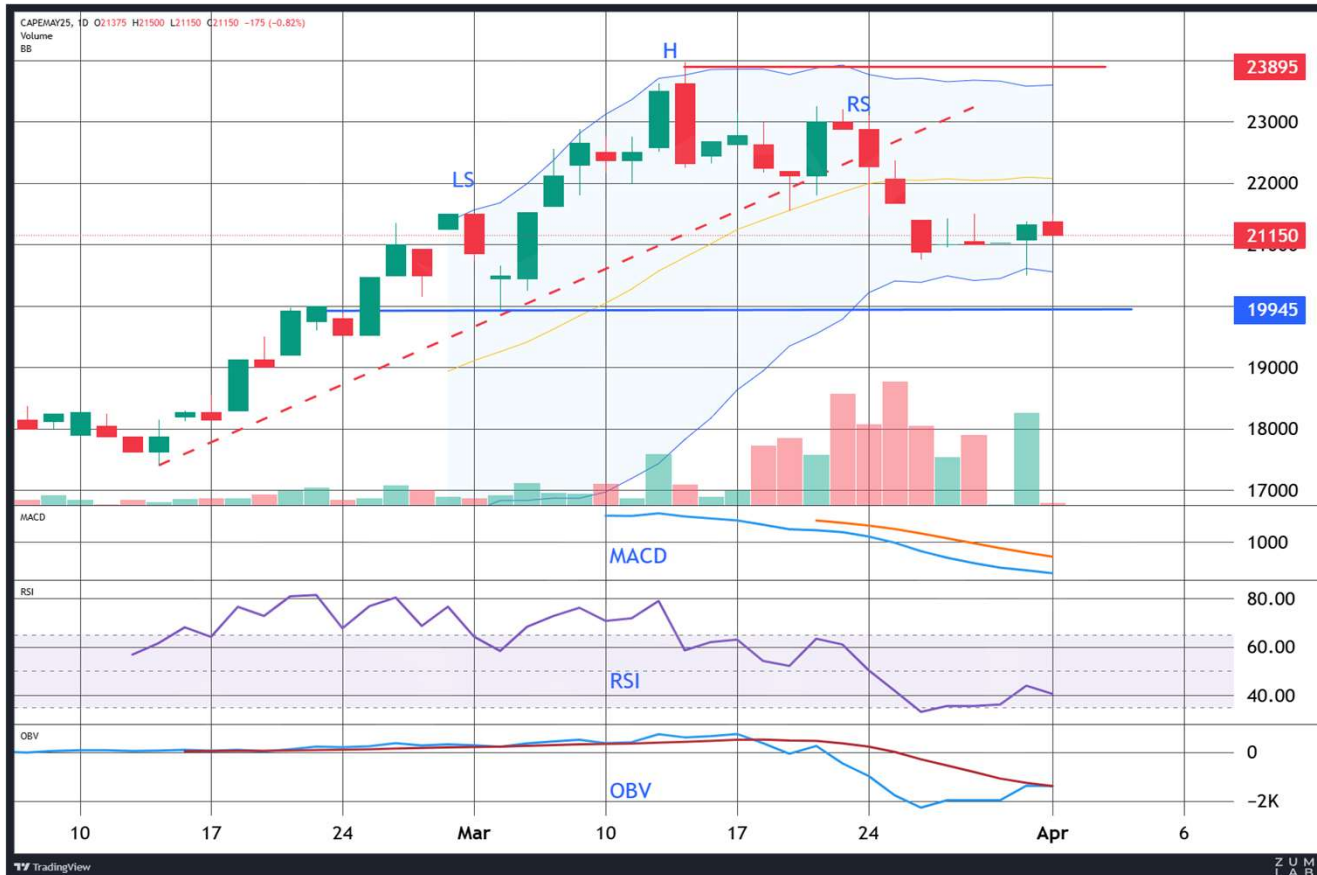 CAPEMAY25, 1D O21375 H21500 L21150 C21150 −175 (−0.82%)
Volume
BB
H
23895
LS
RS
23000
22000
21150
19945
19000
18000
17000
MACD
MACD
1000
RSI
80.00
60.00
RSI
40.00
OBV
0
OBV
−2K
10 17 24 Mar 10 17 24 Apr 6
TradingView
ZUM
LAB